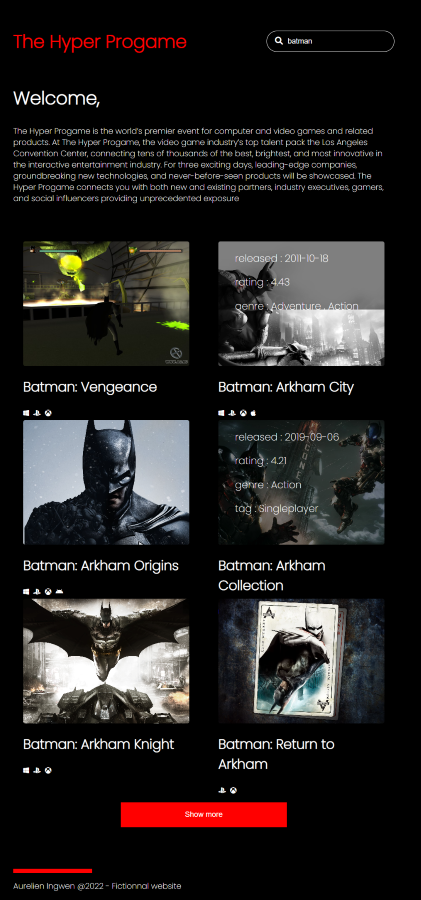 The Hyper Progame
batman
Welcome,
The Hyper Progame is the world's premier event for computer and video games and related
products. At The Hyper Progame, the video game industry's top talent pack the Los Angeles
Convention Center, connecting tens of thousands of the best, brightest, and most innovative in
the interactive entertainment industry. For three exciting days, leading-edge companies,
groundbreaking new technologies, and never-before-seen products will be showcased. The
Hyper Progame connects you with both new and existing partners, industry executives, gamers,
and social influencers providing unprecedented exposure
released : 2011-10-18
rating : 4.43
genre : Adventure , Action
Batman: Vengeance
Batman: Arkham City
released : 2019-09-06
rating : 4.21
genre : Action
tag : Singleplayer
Batman: Arkham Origins
Batman: Arkham
Collection
Batman: Arkham Knight
Batman: Return to
Arkham
Show more
Aurelien Ingwen @2022 - Fictionnal website